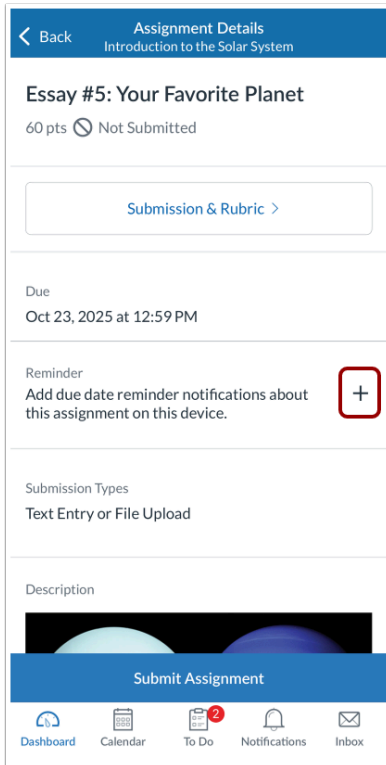 Back
Assignment Details
Introduction to the Solar System
Essay #5: Your Favorite Planet
60 pts Not Submitted
Submission & Rubric >
Due
Oct 23, 2025 at 12:59 PM
Reminder
Add due date reminder notifications about
this assignment on this device.
+
Submission Types
Text Entry or File Upload
Description
Submit Assignment
2
Dashboard Calendar To Do Notifications Inbox